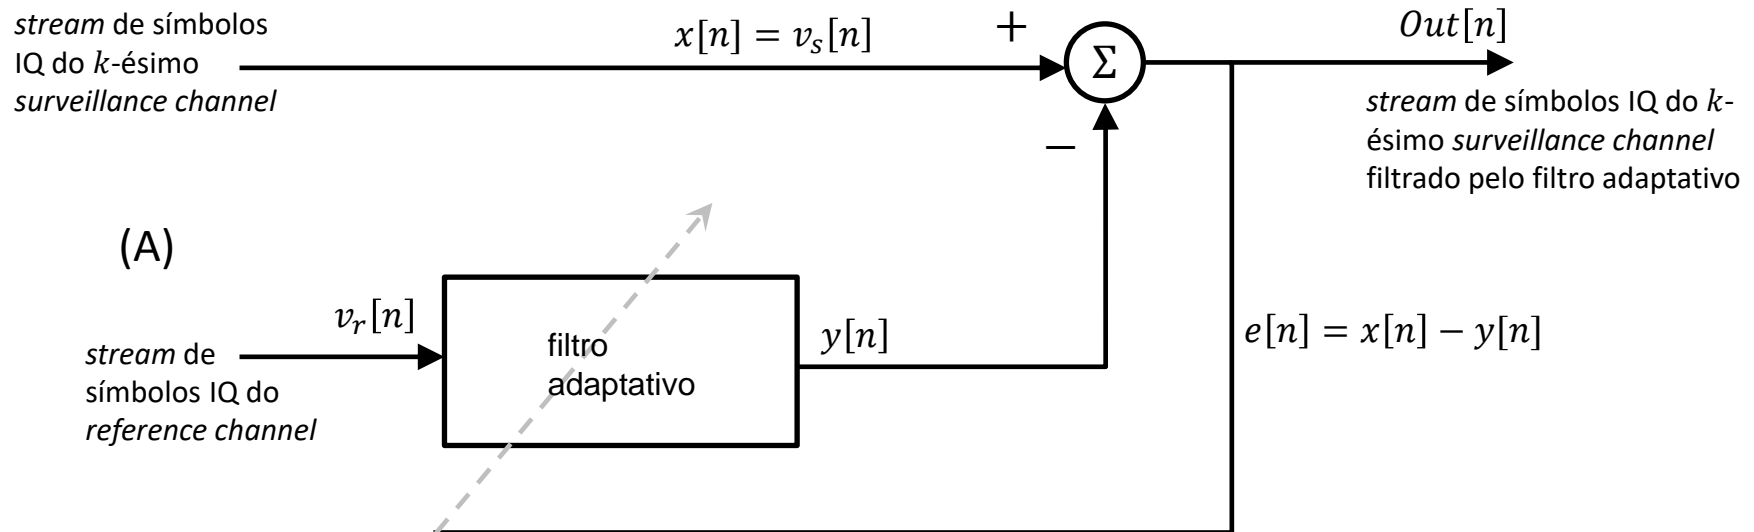 stream de símbolos
IQ do k-ésimo
surveillance channel
x[n] = v_s[n]
+
Σ
Out[n]
stream de símbolos IQ do k-
ésimo surveillance channel
filtrado pelo filtro adaptativo
−
(A)
v_r[n]
stream de
símbolos IQ do
reference channel
filtro
adaptativo
y[n]
e[n] = x[n] − y[n]